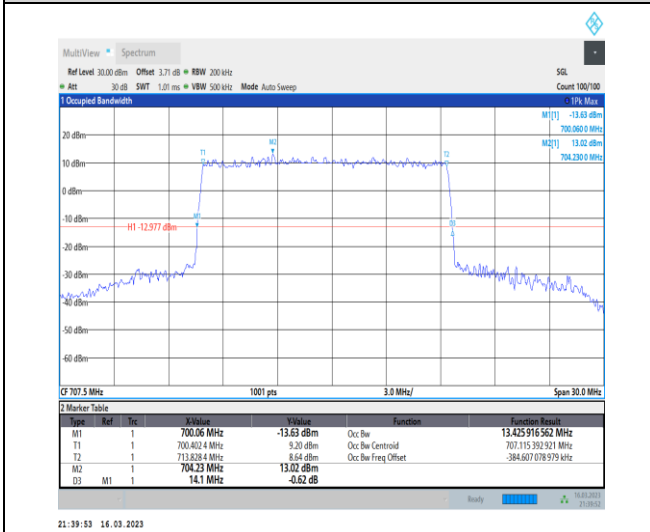 MultiView Spectrum
Ref Level 30.00 dBm Offset 3.71 dB RBW 200 kHz SGL
Att 30 dB SWT 1.01 ms VBW 500 kHz Mode Auto Sweep Count 100/100
1 Occupied Bandwidth 1Pk Max
M1[1] -13.63 dBm
700.060 0 MHz
M2[1] 13.02 dBm
704.230 0 MHz
20 dBm
M2
T1
T2
10 dBm
0 dBm
-10 dBm
M1
D3
H1 -12.977 dBm
-20 dBm
-30 dBm
-40 dBm
-50 dBm
-60 dBm
CF 707.5 MHz 1001 pts 3.0 MHz/ Span 30.0 MHz
2 Marker Table
Type Ref Trc X-Value Y-Value Function Function Result
M1 1 700.06 MHz -13.63 dBm Occ Bw 13.425 916 562 MHz
T1 1 700.402 4 MHz 9.20 dBm Occ Bw Centroid 707.115 392 921 MHz
T2 1 713.828 4 MHz 8.64 dBm Occ Bw Freq Offset -384.607 078 979 kHz
M2 1 704.23 MHz 13.02 dBm
D3 M1 1 14.1 MHz -0.62 dB
Ready 16.03.2023
21:39:52
21:39:53 16.03.2023